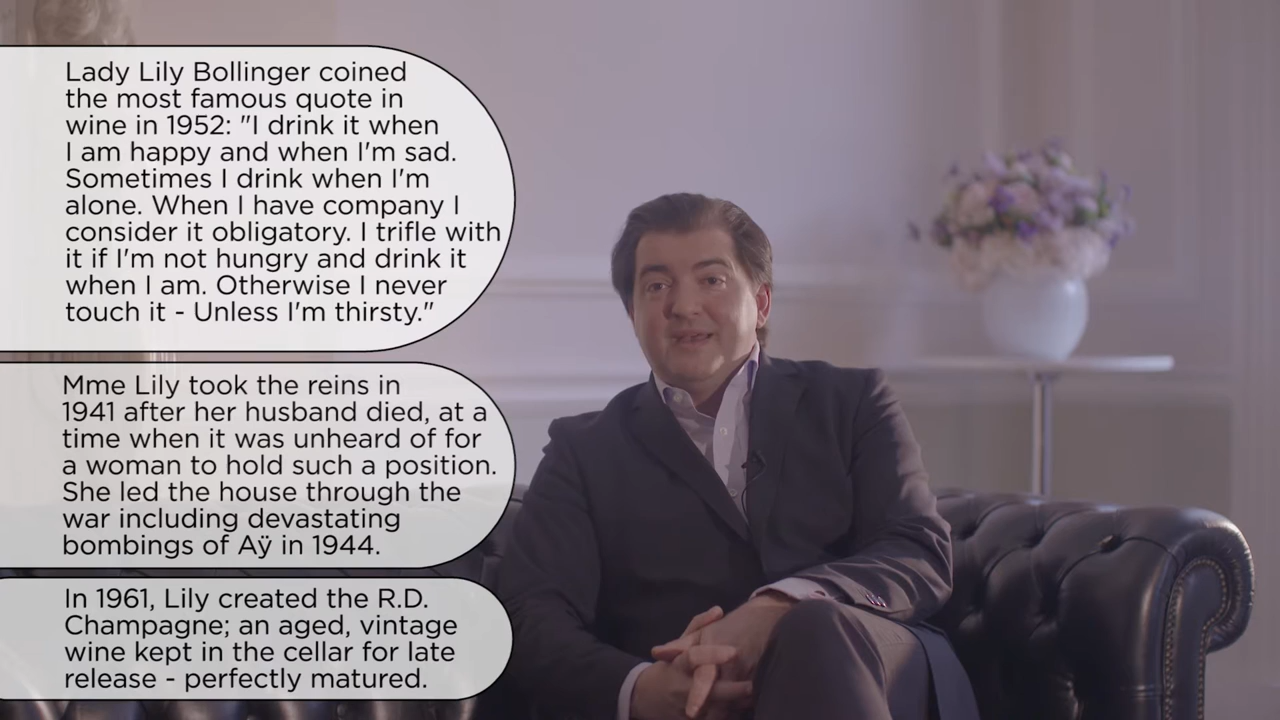 Lady Lily Bollinger coined
the most famous quote in
wine in 1952: "I drink it when
I am happy and when I'm sad.
Sometimes I drink when I'm
alone. When I have company I
consider it obligatory. I trifle with
it if I'm not hungry and drink it
when I am. Otherwise I never
touch it - Unless I'm thirsty."
Mme Lily took the reins in
1941 after her husband died, at a
time when it was unheard of for
a woman to hold such a position.
She led the house through the
war including devastating
bombings of Aÿ in 1944.
In 1961, Lily created the R.D.
Champagne; an aged, vintage
wine kept in the cellar for late
release - perfectly matured.